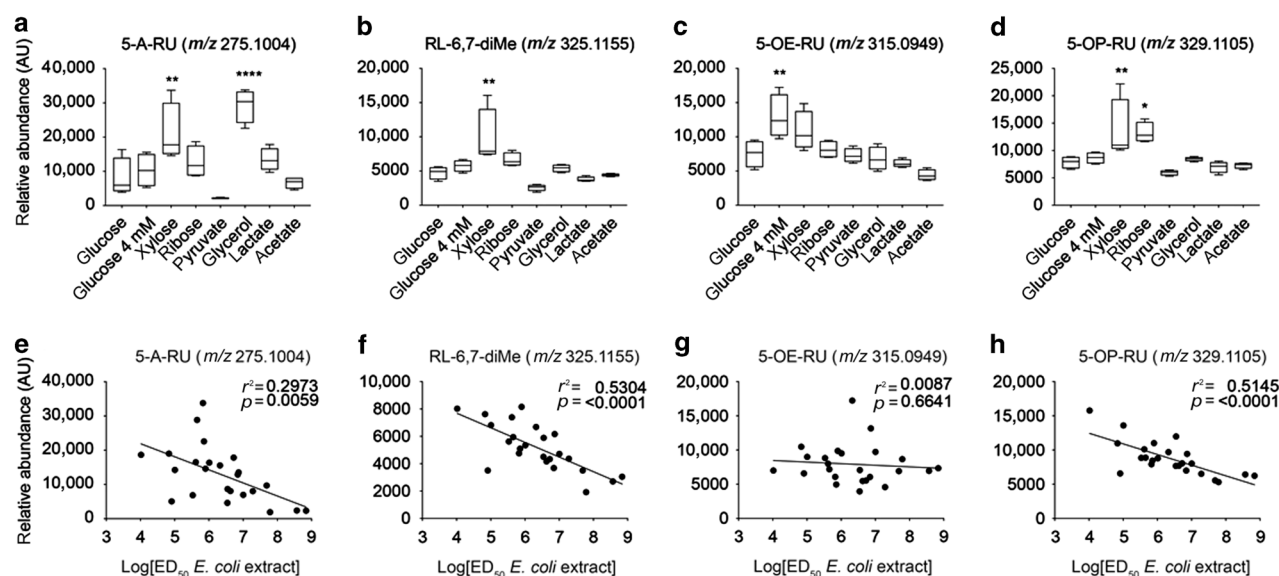 a
5-A-RU (m/z 275.1004)
Relative abundance (AU)
40,000
30,000
20,000
10,000
0
**
****
Glucose
Glucose 4 mM
Xylose
Ribose
Pyruvate
Glycerol
Lactate
Acetate
b
RL-6,7-diMe (m/z 325.1155)
20,000
15,000
10,000
5000
0
**
Glucose
Glucose 4 mM
Xylose
Ribose
Pyruvate
Glycerol
Lactate
Acetate
c
5-OE-RU (m/z 315.0949)
20,000
15,000
10,000
5000
0
**
Glucose
Glucose 4 mM
Xylose
Ribose
Pyruvate
Glycerol
Lactate
Acetate
d
5-OP-RU (m/z 329.1105)
25,000
20,000
15,000
10,000
5000
0
**
*
Glucose
Glucose 4 mM
Xylose
Ribose
Pyruvate
Glycerol
Lactate
Acetate
e
5-A-RU (m/z 275.1004)
Relative abundance (AU)
40,000
30,000
20,000
10,000
0
r² = 0.2973
p = 0.0059
3 4 5 6 7 8 9
Log[ED₅₀ E. coli extract]
f
RL-6,7-diMe (m/z 325.1155)
10,000
8000
6000
4000
2000
0
r² = 0.5304
p = <0.0001
3 4 5 6 7 8 9
Log[ED₅₀ E. coli extract]
g
5-OE-RU (m/z 315.0949)
20,000
15,000
10,000
5000
0
r² = 0.0087
p = 0.6641
3 4 5 6 7 8 9
Log[ED₅₀ E. coli extract]
h
5-OP-RU (m/z 329.1105)
20,000
15,000
10,000
5000
0
r² = 0.5145
p = <0.0001
3 4 5 6 7 8 9
Log[ED₅₀ E. coli extract]